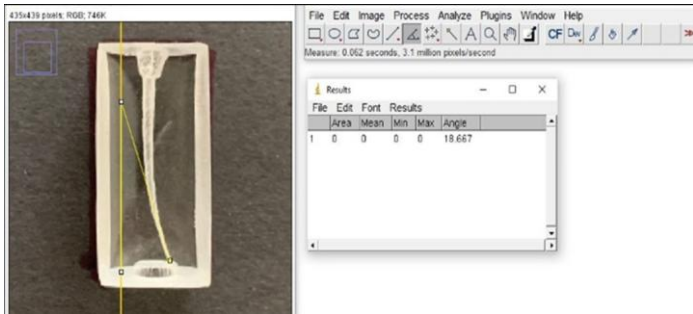 435x439 pixels; RGB; 746K
File Edit Image Process Analyze Plugins Window Help
A CF Dev
Measure: 0.062 seconds, 3.1 million pixels/second
Results
File Edit Font Results
Area Mean Min Max Angle
1 0 0 0 0 18.667